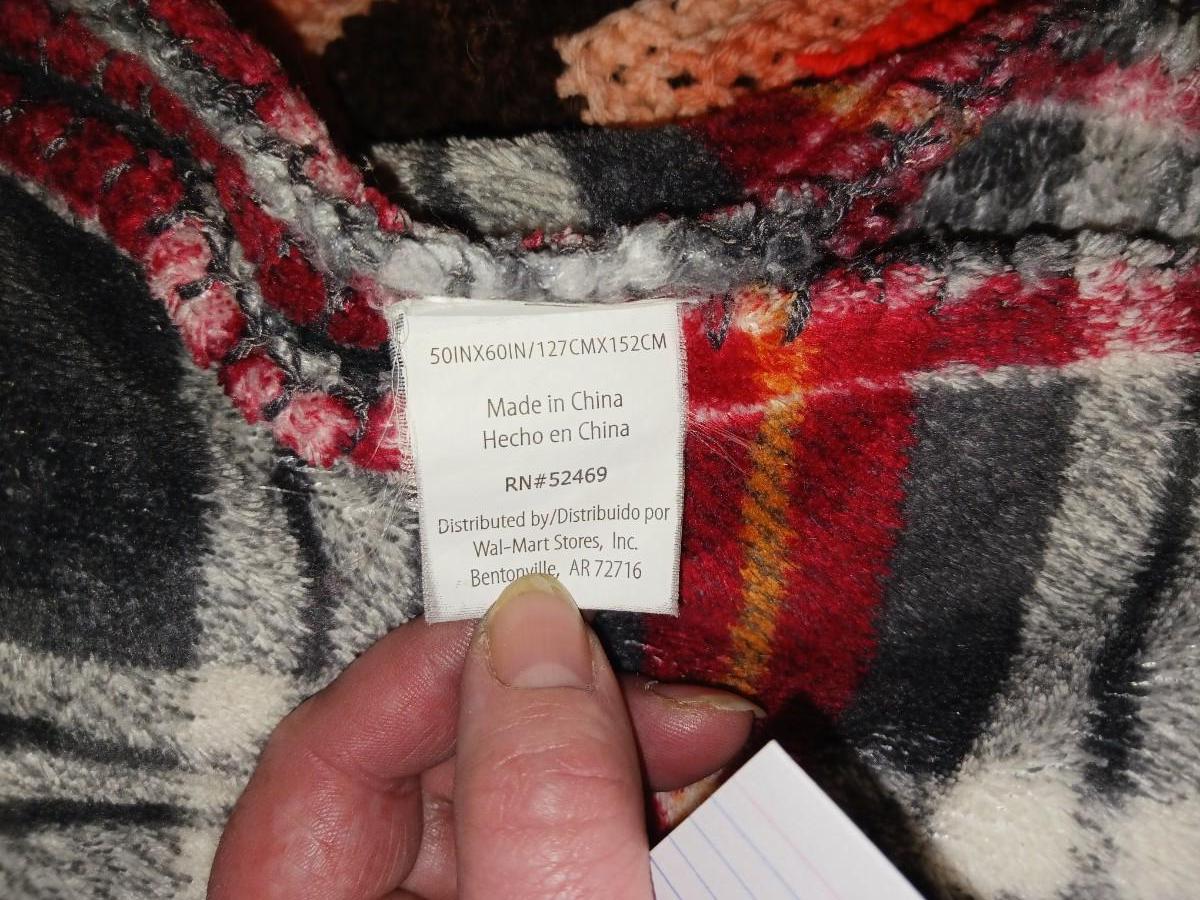 50INX60IN/127CMX152CM
Made in China
Hecho en China
RN#52469
Distributed by/Distribuido por
Wal-Mart Stores, Inc.
Bentonville, AR 72716